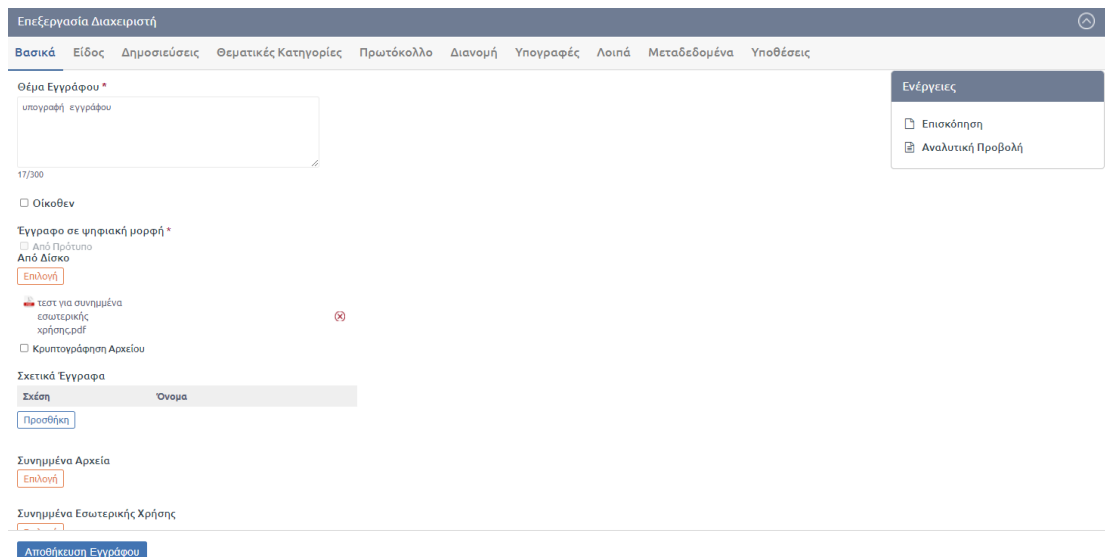 Επεξεργασία Διαχειριστή
Βασικά Είδος Δημοσιεύσεις Θεματικές Κατηγορίες Πρωτόκολλο Διανομή Υπογραφές Λοιπά Μεταδεδομένα Υποθέσεις
Θέμα Εγγράφου *
υπογραφή εγγράφου
17/300
Οίκοθεν
Έγγραφο σε ψηφιακή μορφή *
Από Πρότυπο
Από Δίσκο
Επιλογή
τεστ για συνημμένα
εσωτερικής
χρήσης.pdf
Κρυπτογράφηση Αρχείου
Σχετικά Έγγραφα
Σχέση Όνομα
Προσθήκη
Συνημμένα Αρχεία
Επιλογή
Συνημμένα Εσωτερικής Χρήσης
Αποθήκευση Εγγράφου
Ενέργειες
Επισκόπηση
Αναλυτική Προβολή